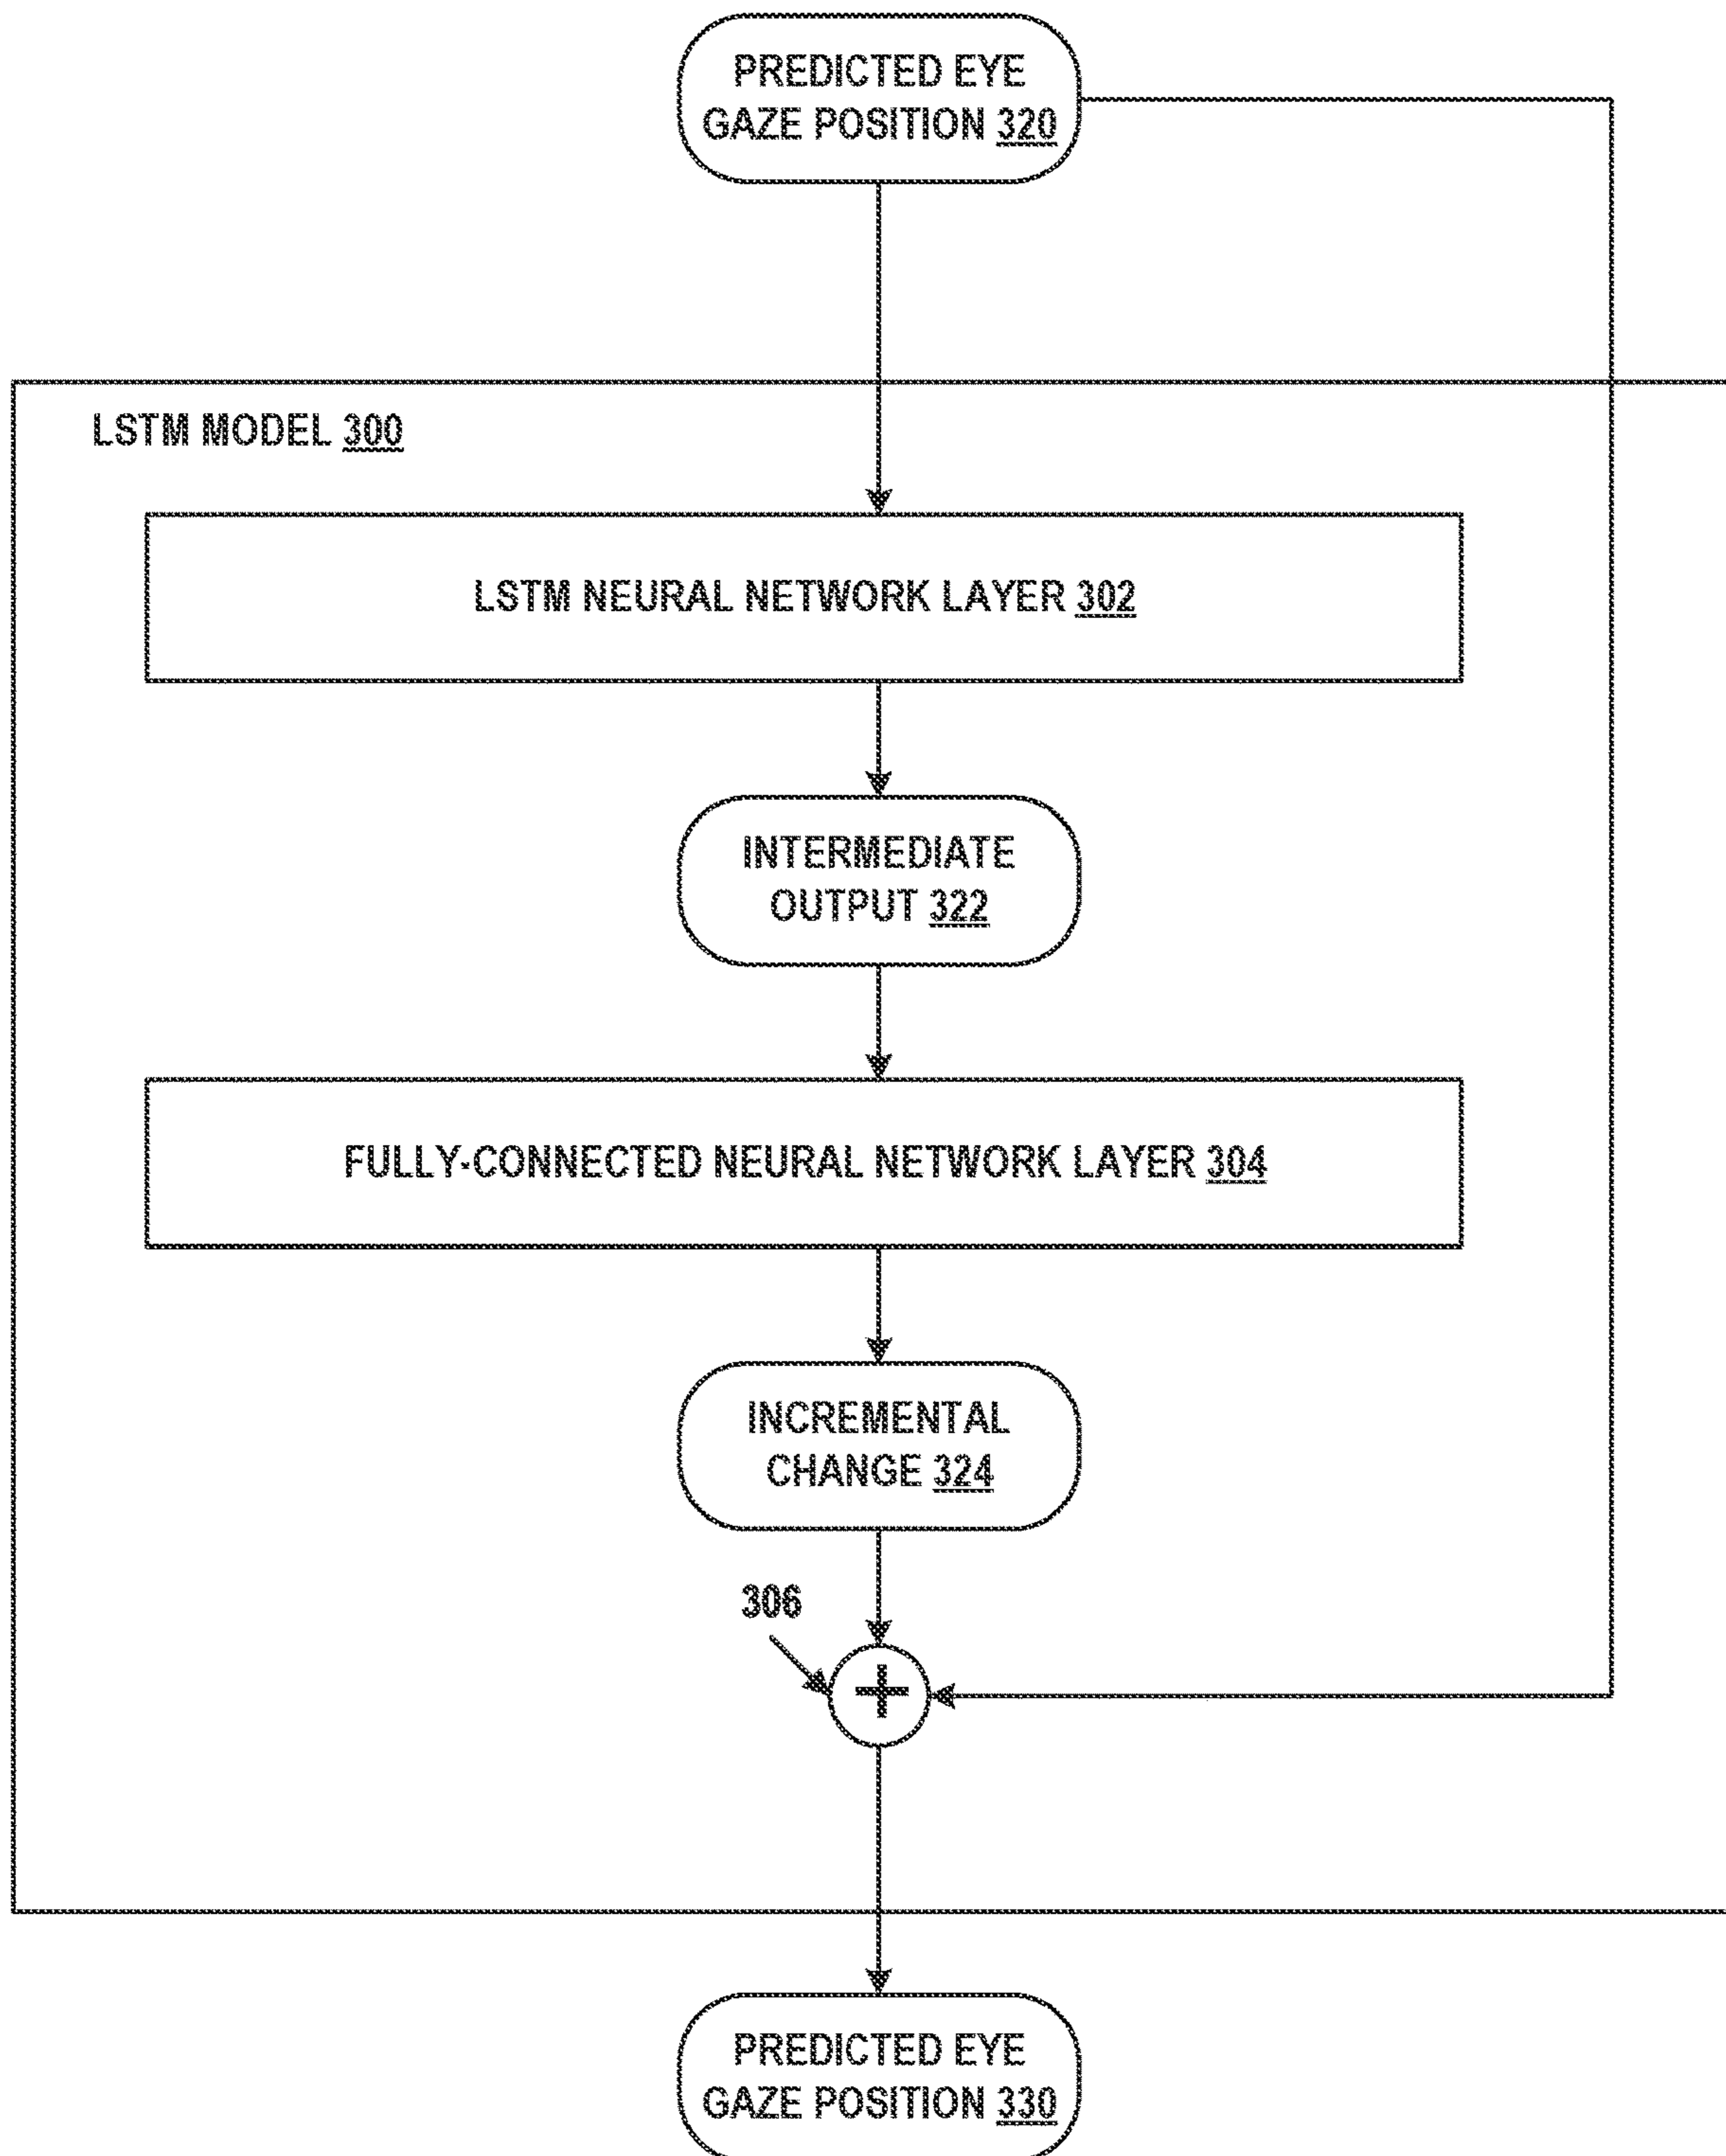 PREDICTED EYE
GAZE POSITION 320
LSTM MODEL 300
LSTM NEURAL NETWORK LAYER 302
INTERMEDIATE
OUTPUT 322
FULLY-CONNECTED NEURAL NETWORK LAYER 304
INCREMENTAL
CHANGE 324
306
+
PREDICTED EYE
GAZE POSITION 330